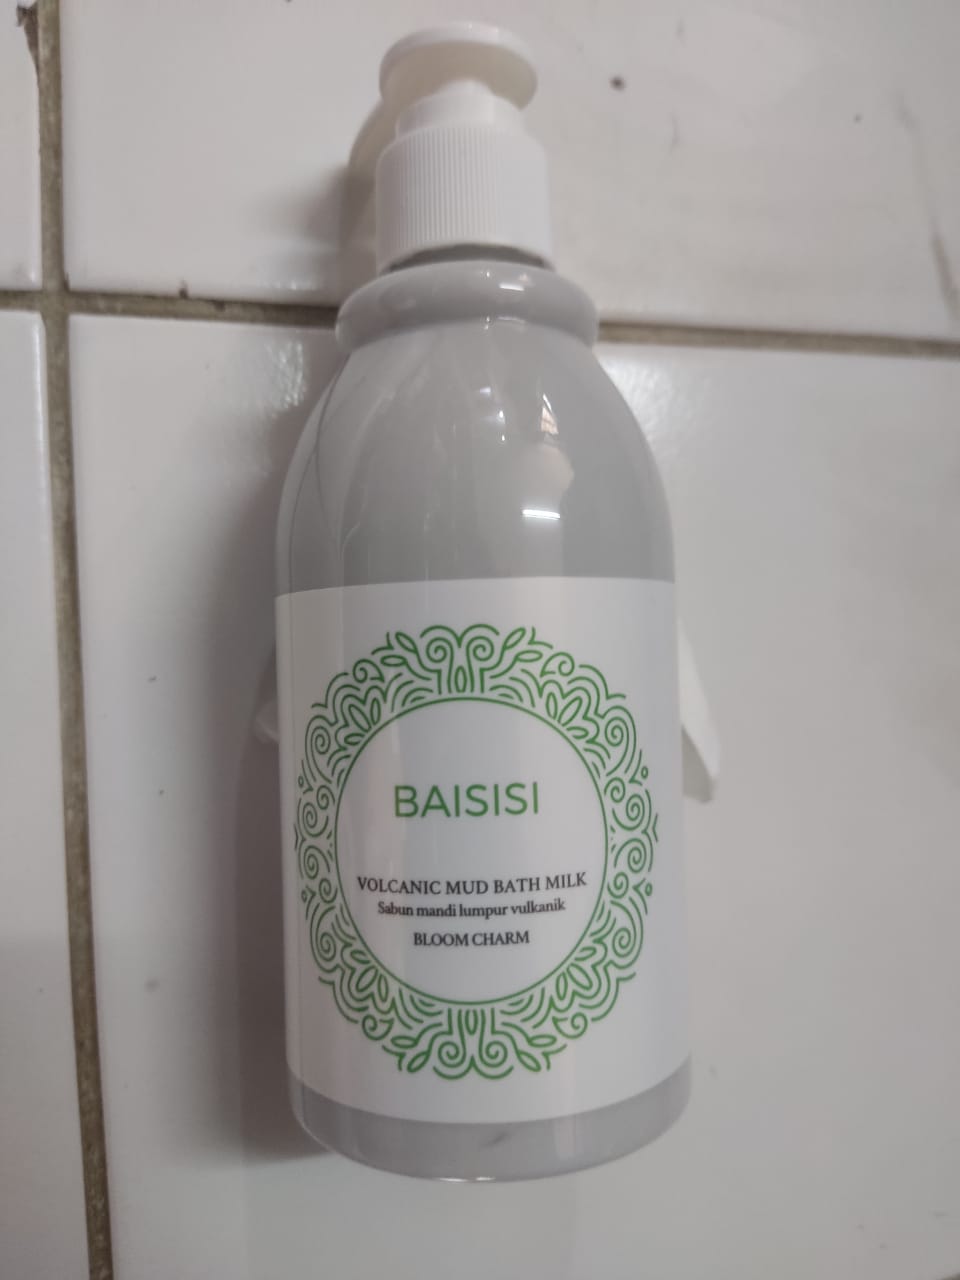 BAISISI
VOLCANIC MUD BATH MILK
Sabun mandi lumpur vulkanik
BLOOM CHARM